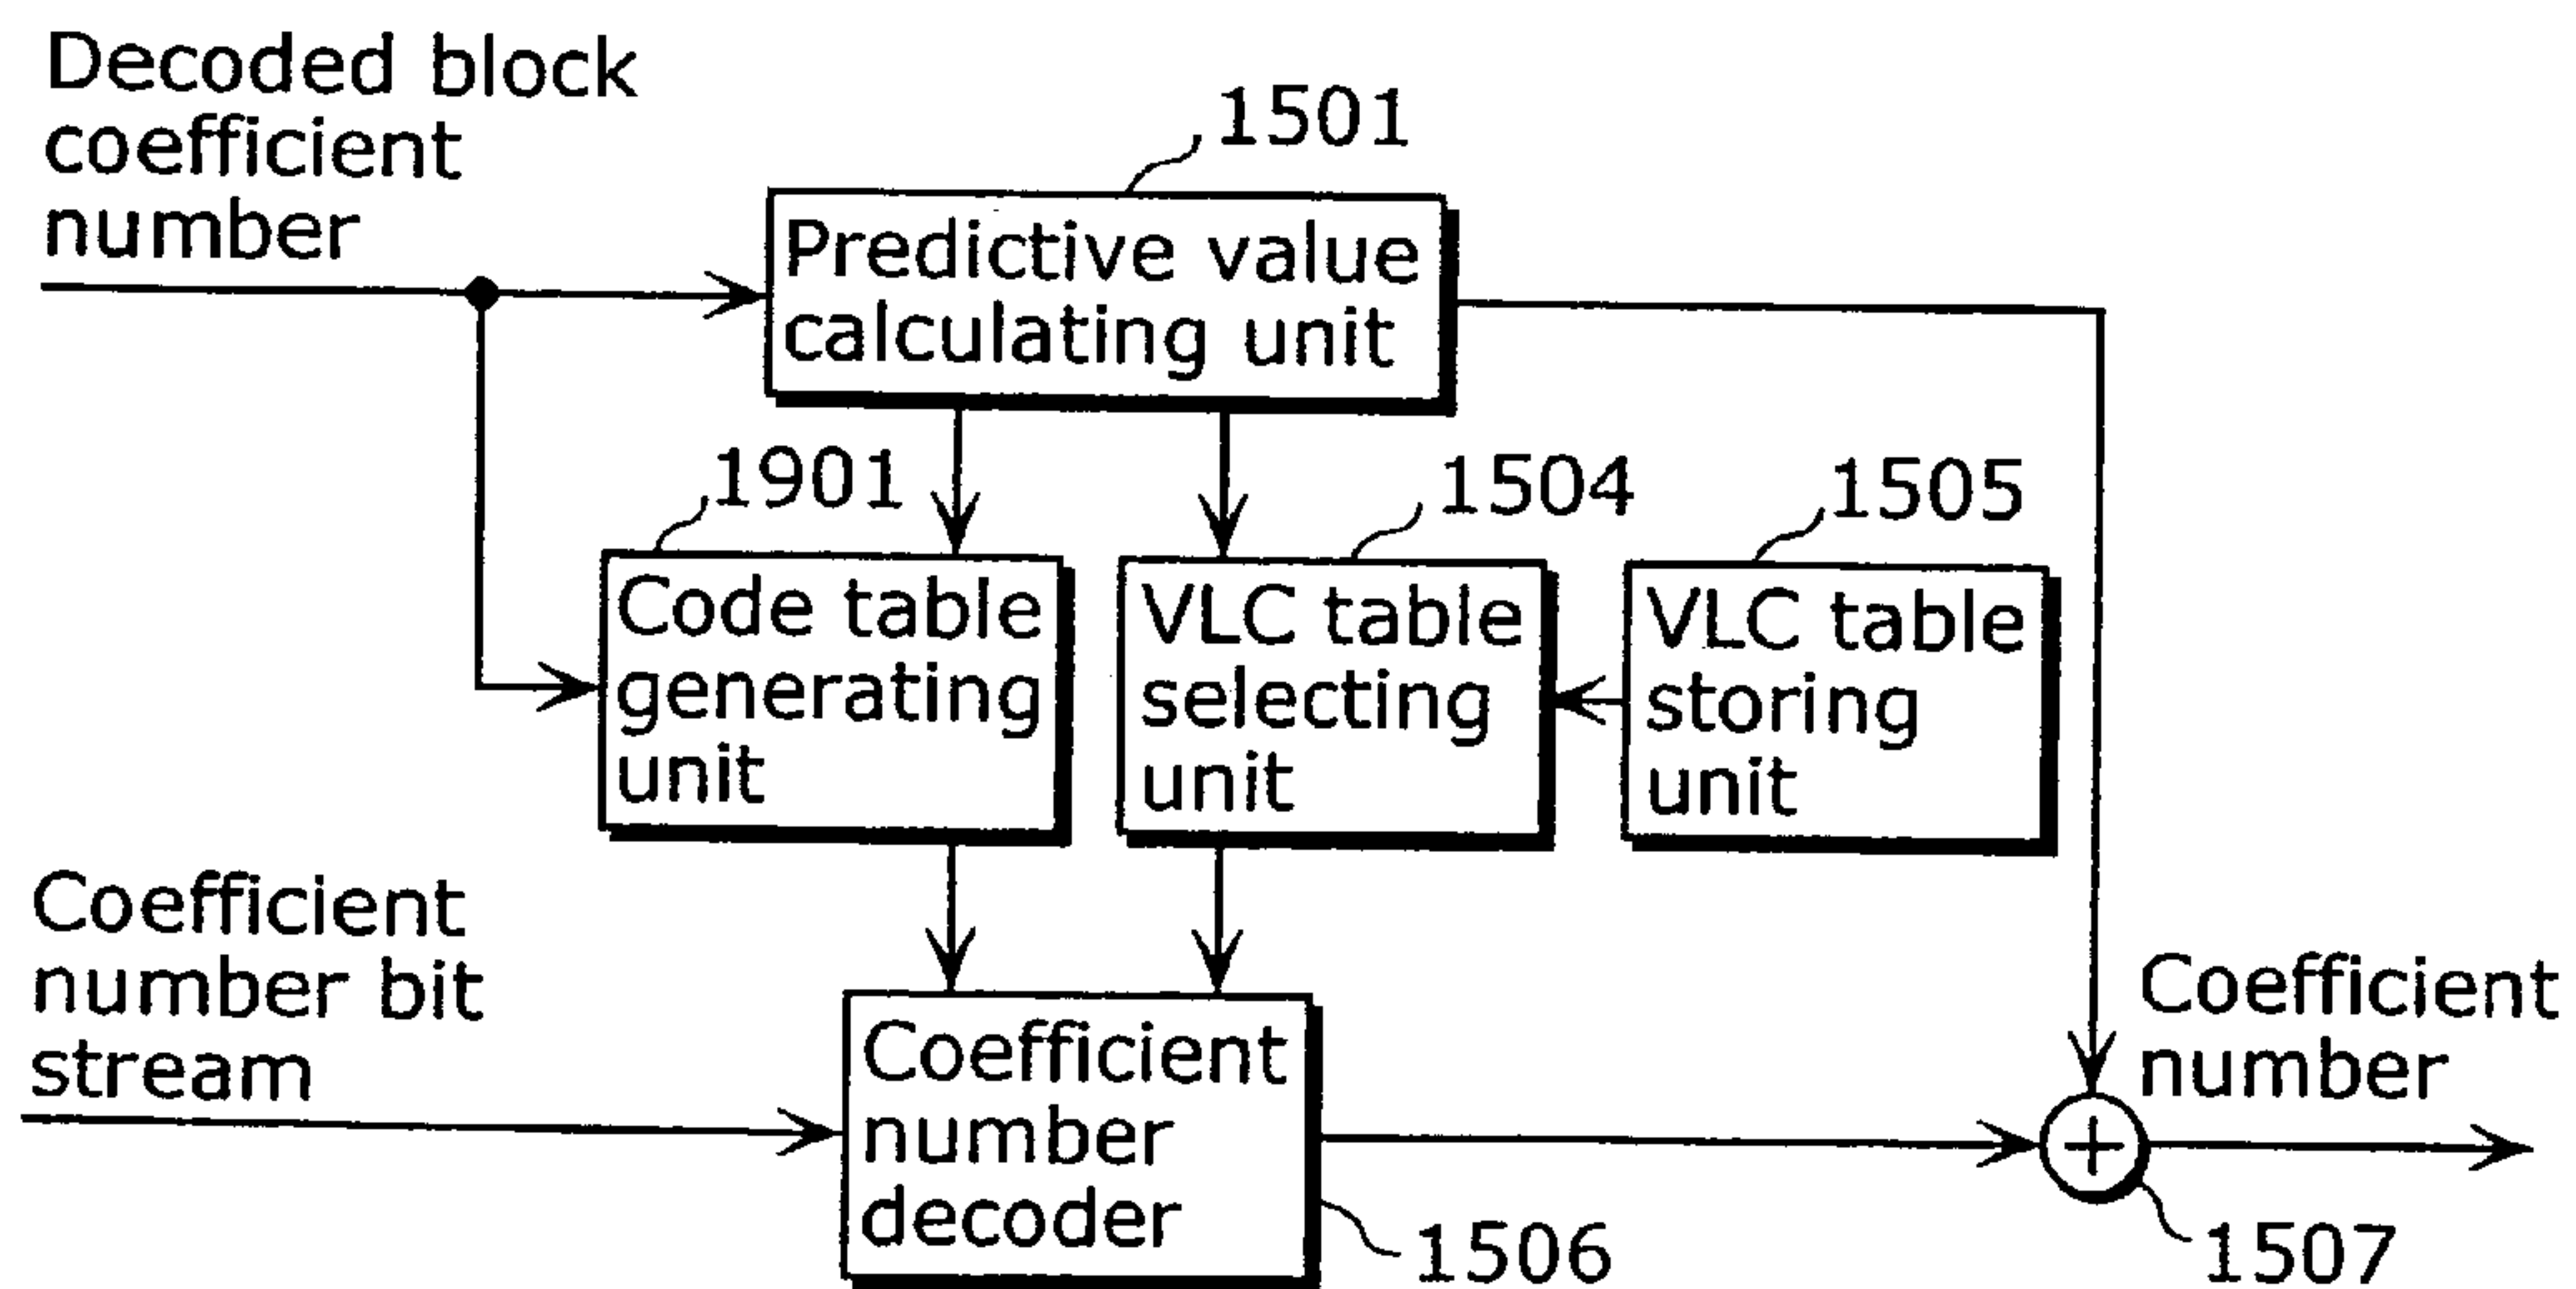 Decoded block
coefficient
number
1501
Predictive value
calculating unit
1901
1504
1505
Code table
generating
unit
VLC table
selecting
unit
VLC table
storing
unit
Coefficient
number bit
stream
Coefficient
number
decoder
Coefficient
number
+
1506
1507